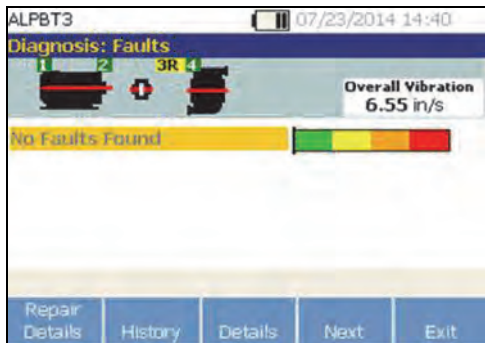 ALPBT3 07/23/2014 14:40
Diagnosis: Faults
1 2 3R 4
Overall Vibration
6.55 in/s
No Faults Found
Repair Details History Details Next Exit